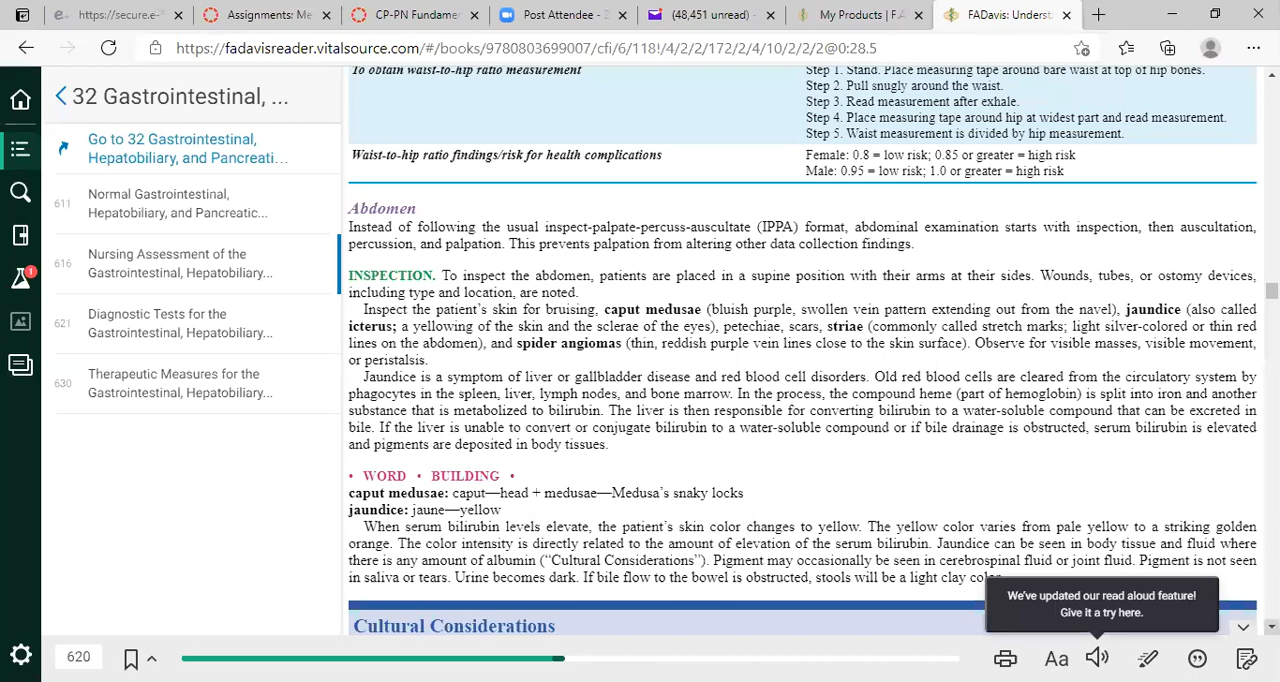 https://secure.e-
Assignments: Me
CP-PN Fundame
Post Attendee - Z
(48,451 unread) -
My Products | F.A
FADavis: Underst
https://fadavisreader.vitalsource.com/#/books/9780803699007/cfi/6/118!/4/2/2/172/2/4/10/2/2/2@0:28.5
32 Gastrointestinal, ...
Go to 32 Gastrointestinal,
Hepatobiliary, and Pancreati...
611
Normal Gastrointestinal,
Hepatobiliary, and Pancreatic...
616
Nursing Assessment of the
Gastrointestinal, Hepatobiliary...
621
Diagnostic Tests for the
Gastrointestinal, Hepatobiliary...
630
Therapeutic Measures for the
Gastrointestinal, Hepatobiliary...
1
To obtain waist-to-hip ratio measurement
Step 1. Stand. Place measuring tape around bare waist at top of hip bones.
Step 2. Pull snugly around the waist.
Step 3. Read measurement after exhale.
Step 4. Place measuring tape around hip at widest part and read measurement.
Step 5. Waist measurement is divided by hip measurement.
Waist-to-hip ratio findings/risk for health complications
Female: 0.8 = low risk; 0.85 or greater = high risk
Male: 0.95 = low risk; 1.0 or greater = high risk
Abdomen
Instead of following the usual inspect-palpate-percuss-auscultate (IPPA) format, abdominal examination starts with inspection, then auscultation,
percussion, and palpation. This prevents palpation from altering other data collection findings.
INSPECTION. To inspect the abdomen, patients are placed in a supine position with their arms at their sides. Wounds, tubes, or ostomy devices,
including type and location, are noted.
Inspect the patient's skin for bruising, caput medusae (bluish purple, swollen vein pattern extending out from the navel), jaundice (also called
icterus; a yellowing of the skin and the sclerae of the eyes), petechiae, scars, striae (commonly called stretch marks; light silver-colored or thin red
lines on the abdomen), and spider angiomas (thin, reddish purple vein lines close to the skin surface). Observe for visible masses, visible movement,
or peristalsis.
Jaundice is a symptom of liver or gallbladder disease and red blood cell disorders. Old red blood cells are cleared from the circulatory system by
phagocytes in the spleen, liver, lymph nodes, and bone marrow. In the process, the compound heme (part of hemoglobin) is split into iron and another
substance that is metabolized to bilirubin. The liver is then responsible for converting bilirubin to a water-soluble compound that can be excreted in
bile. If the liver is unable to convert or conjugate bilirubin to a water-soluble compound or if bile drainage is obstructed, serum bilirubin is elevated
and pigments are deposited in body tissues.
• WORD • BUILDING •
caput medusae: caput—head + medusae—Medusa's snaky locks
jaundice: jaune—yellow
When serum bilirubin levels elevate, the patient's skin color changes to yellow. The yellow color varies from pale yellow to a striking golden
orange. The color intensity is directly related to the amount of elevation of the serum bilirubin. Jaundice can be seen in body tissue and fluid where
there is any amount of albumin ("Cultural Considerations"). Pigment may occasionally be seen in cerebrospinal fluid or joint fluid. Pigment is not seen
in saliva or tears. Urine becomes dark. If bile flow to the bowel is obstructed, stools will be a light clay color.
We've updated our read aloud feature!
Give it a try here.
Cultural Considerations
620
Aa